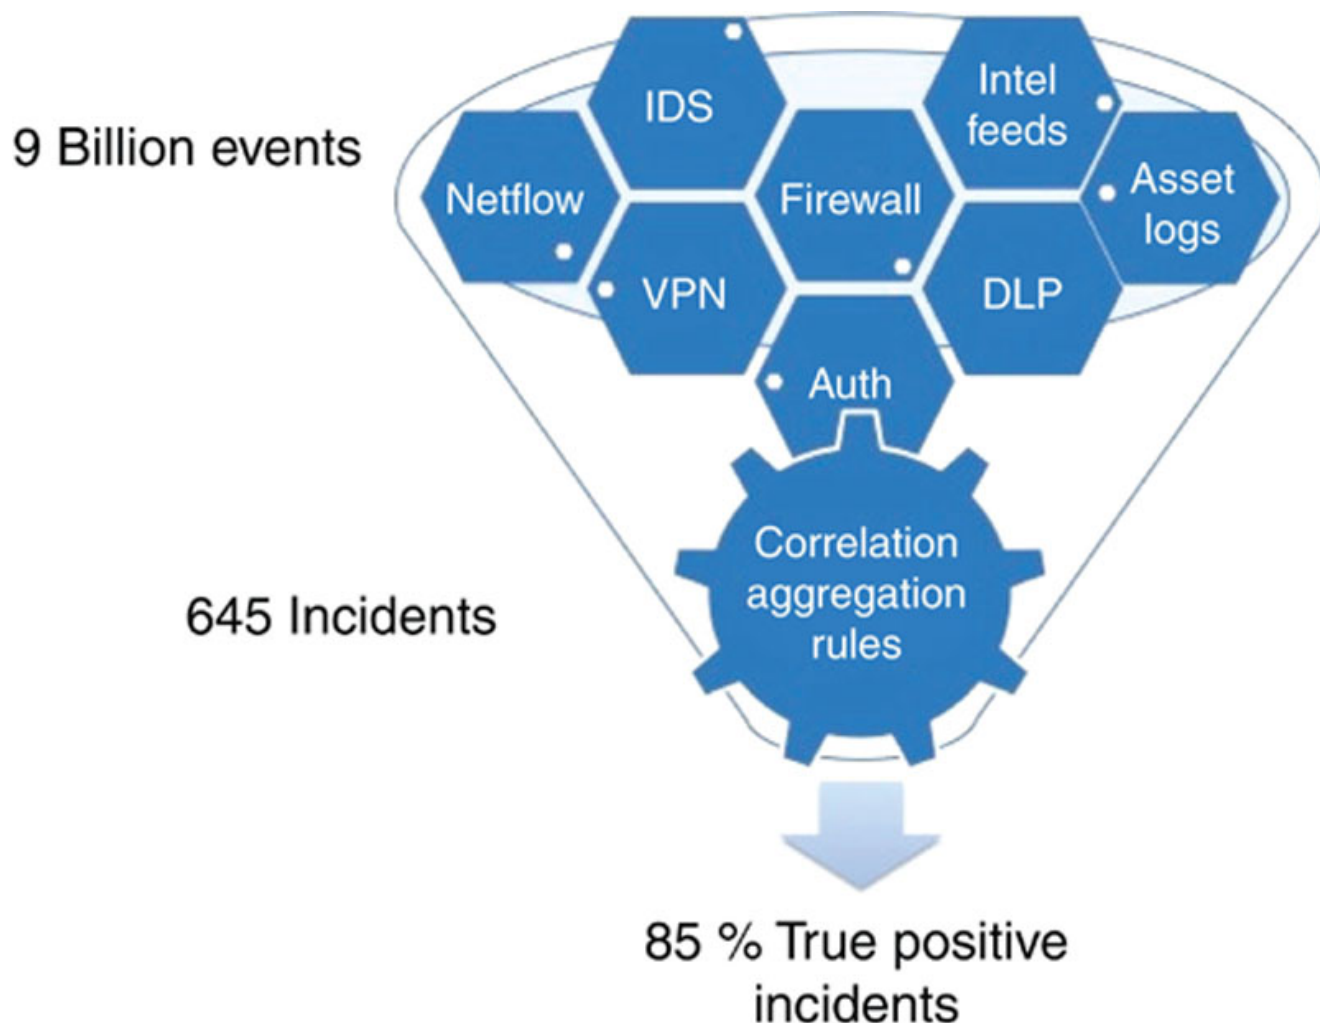 9 Billion events
IDS
Intel
feeds
Netflow
Firewall
Asset
logs
VPN
DLP
Auth
Correlation
aggregation
rules
645 Incidents
85 % True positive
incidents